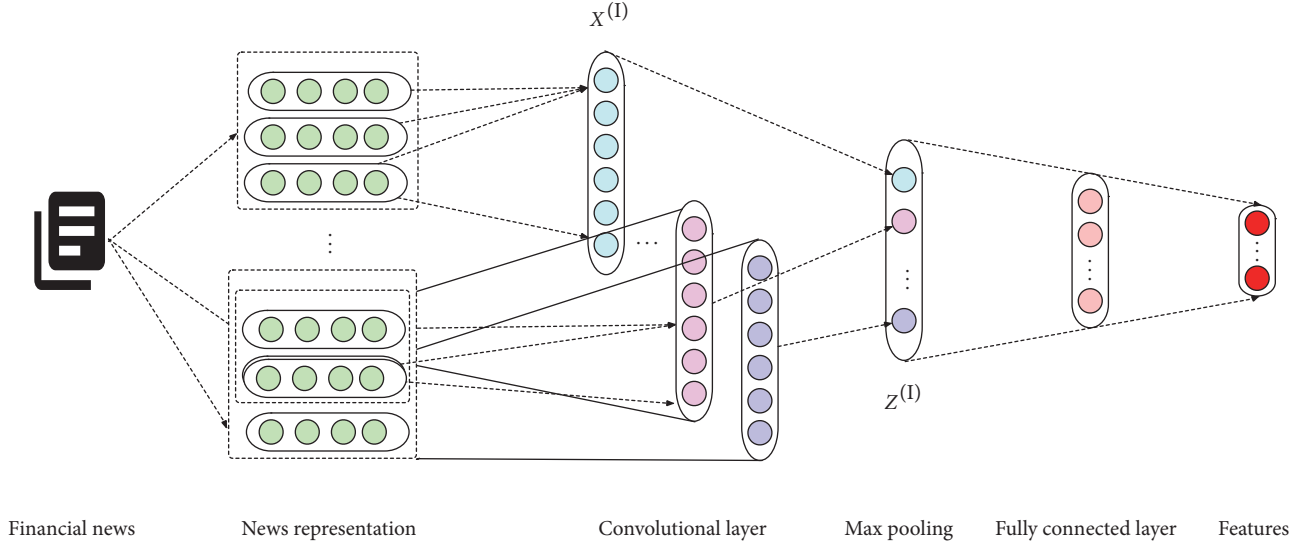 X(I)
Z(I)
Financial news
News representation
Convolutional layer
Max pooling
Fully connected layer
Features